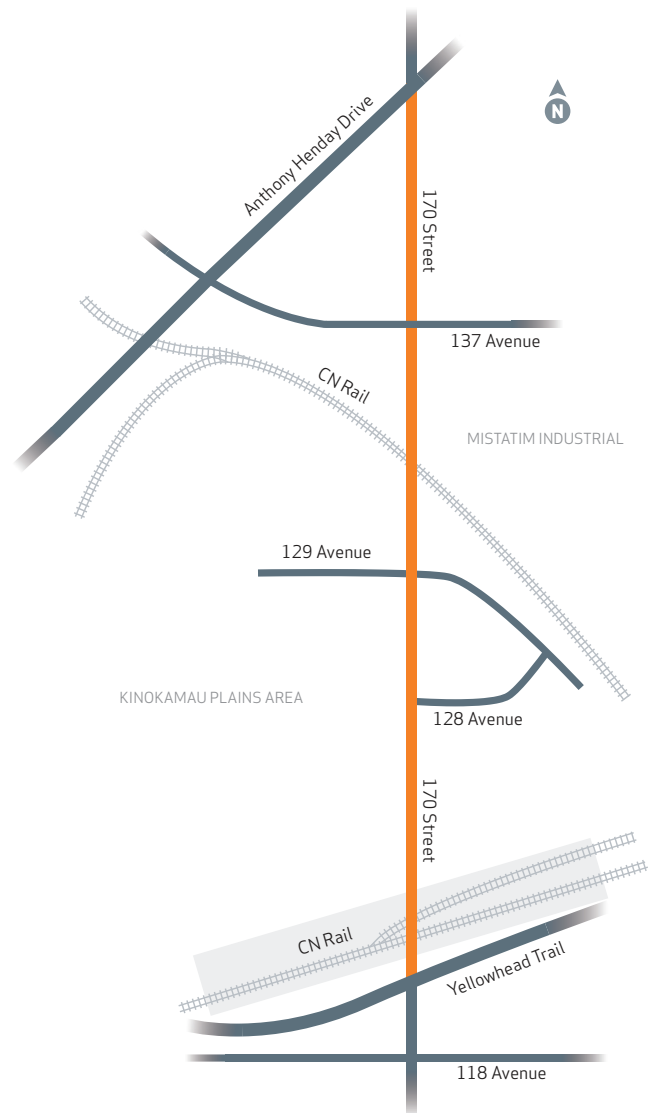 N
Anthony Henday Drive
170 Street
137 Avenue
CN Rail
MISTATIM INDUSTRIAL
129 Avenue
KINOKAMAU PLAINS AREA
128 Avenue
170 Street
CN Rail
Yellowhead Trail
118 Avenue